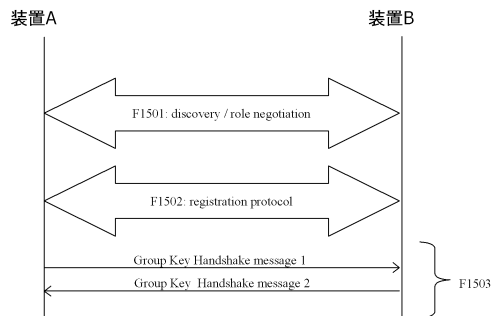 装置A
装置B
F1501: discovery / role negotiation
F1502: registration protocol
Group Key Handshake message 1
Group Key Handshake message 2
F1503